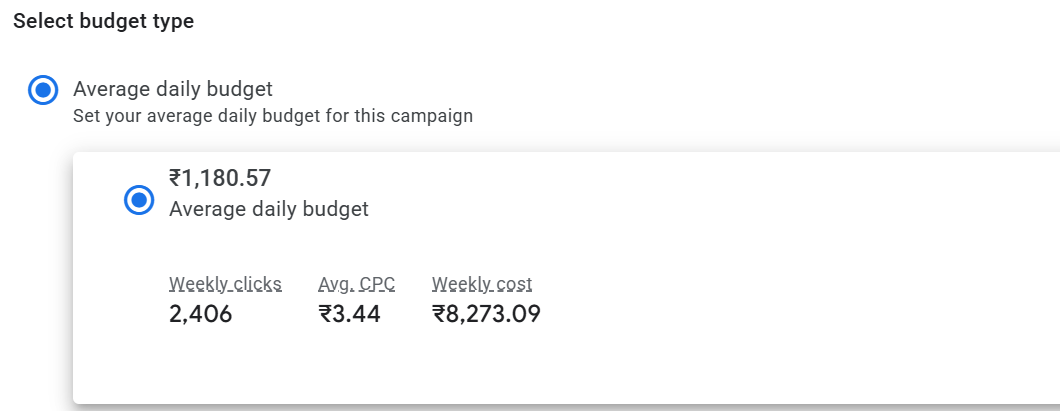 Select budget type
Average daily budget
Set your average daily budget for this campaign
₹1,180.57
Average daily budget
Weekly clicks Avg. CPC Weekly cost
2,406 ₹3.44 ₹8,273.09